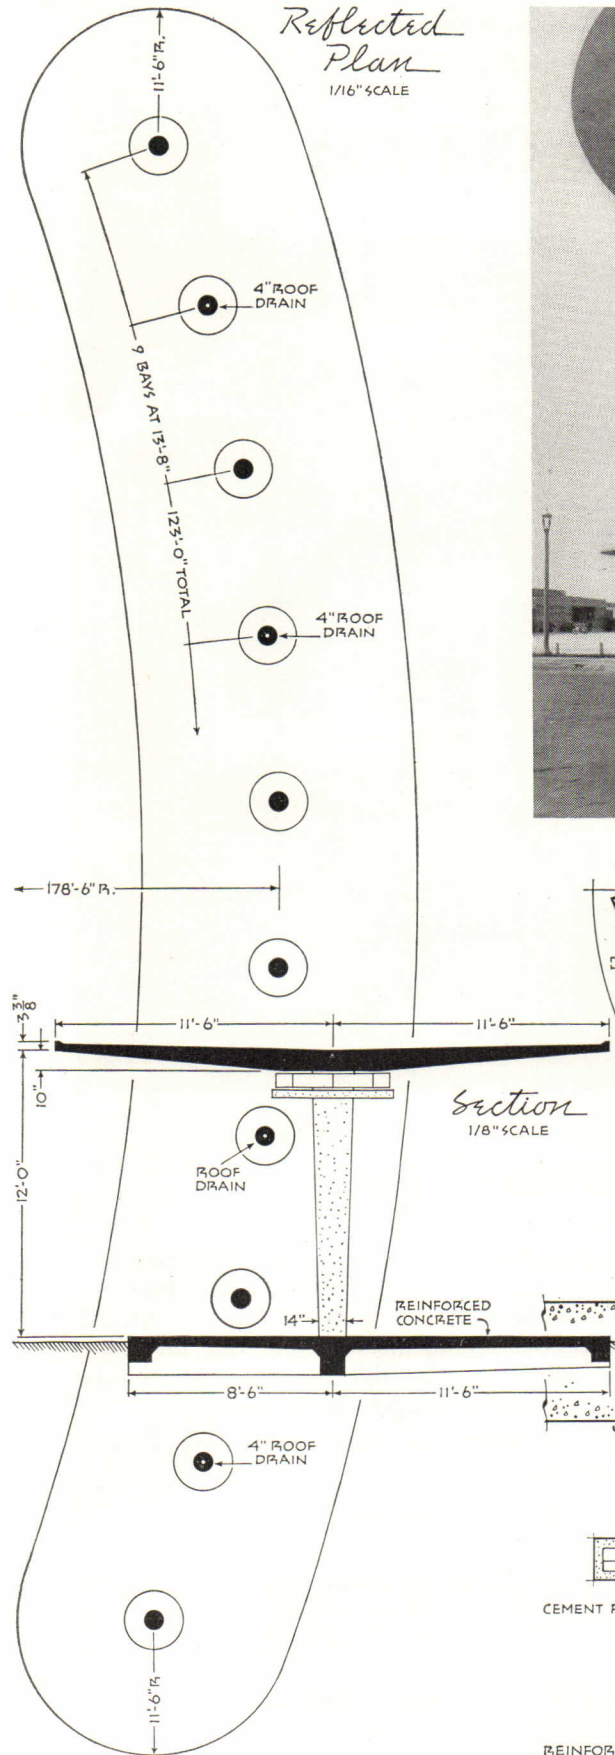 Reflected
Plan
1/16" SCALE
11'-6" R.
4" ROOF
DRAIN
9 BAYS AT 13'-8"
123'-0" TOTAL
4" ROOF
DRAIN
178'-6" R.
3 3/8"
11'-6"
11'-6"
10"
Section
1/8" SCALE
12'-0"
ROOF
DRAIN
14"
REINFORCED
CONCRETE
8'-6"
11'-6"
4" ROOF
DRAIN
CEMENT
11'-6" R